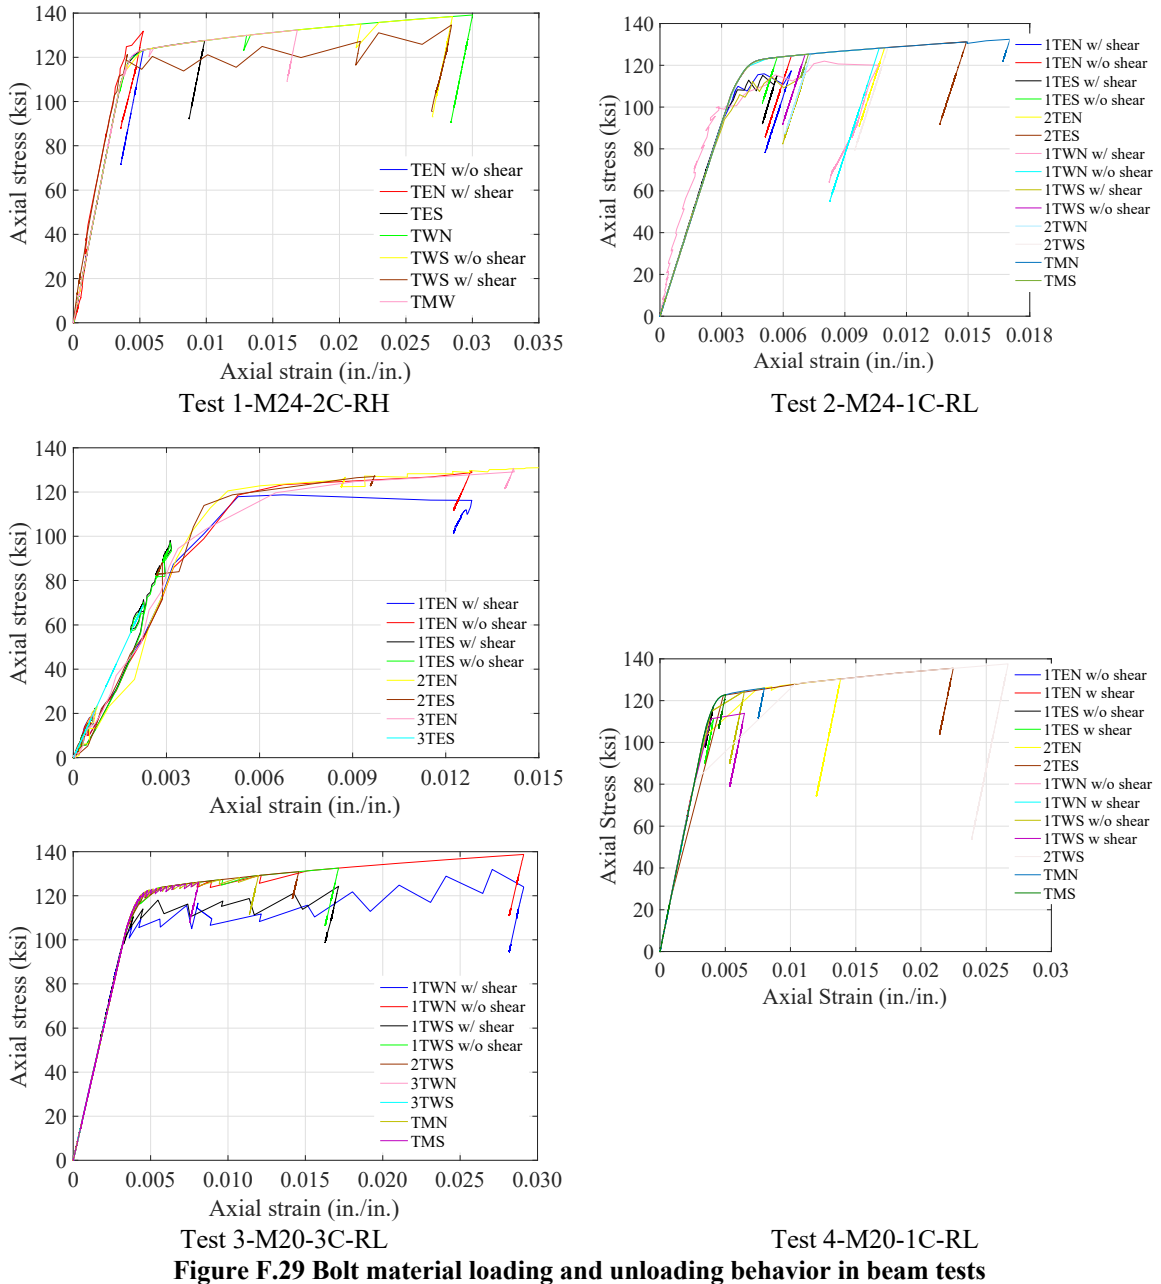 140
120
100
80
60
40
20
0
Axial stress (ksi)
TEN w/o shear
TEN w/ shear
TES
TWN
TWS w/o shear
TWS w/ shear
TMW
0 0.005 0.01 0.015 0.02 0.025 0.03 0.035
Axial strain (in./in.)
Test 1-M24-2C-RH
140
120
100
80
60
40
20
0
Axial stress (ksi)
1TEN w/ shear
1TEN w/o shear
1TES w/ shear
1TES w/o shear
2TEN
2TES
1TWN w/ shear
1TWN w/o shear
1TWS w/ shear
1TWS w/o shear
2TWN
2TWS
TMN
TMS
0 0.003 0.006 0.009 0.012 0.015 0.018
Axial strain (in./in.)
Test 2-M24-1C-RL
140
120
100
80
60
40
20
0
Axial stress (ksi)
1TEN w/ shear
1TEN w/o shear
1TES w/ shear
1TES w/o shear
2TEN
2TES
3TEN
3TES
0 0.003 0.006 0.009 0.012 0.015
Axial strain (in./in.)
140
120
100
80
60
40
20
0
Axial stress (ksi)
1TWN w/ shear
1TWN w/o shear
1TWS w/ shear
1TWS w/o shear
2TWS
3TWN
3TWS
TMN
TMS
0 0.005 0.010 0.015 0.020 0.025 0.030
Axial strain (in./in.)
Test 3-M20-3C-RL
140
120
100
80
60
40
20
0
Axial Stress (ksi)
1TEN w/o shear
1TEN w shear
1TES w/o shear
1TES w shear
2TEN
2TES
1TWN w/o shear
1TWN w shear
1TWS w/o shear
1TWS w shear
2TWS
TMN
TMS
0 0.005 0.01 0.015 0.02 0.025 0.03
Axial Strain (in./in.)
Test 4-M20-1C-RL
Figure F.29 Bolt material loading and unloading behavior in beam tests